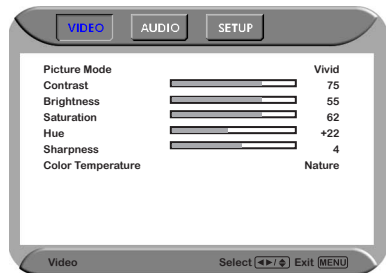 VIDEO AUDIO SETUP
Picture Mode Vivid
Contrast 75
Brightness 55
Saturation 62
Hue +22
Sharpness 4
Color Temperature Nature
Video Select ◄►/◆ Exit MENU